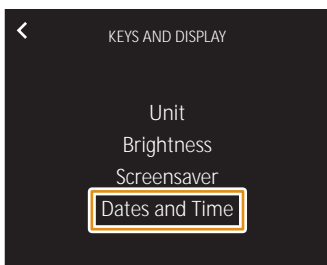 KEYS AND DISPLAY
Unit
Brightness
Screensaver
Dates and Time